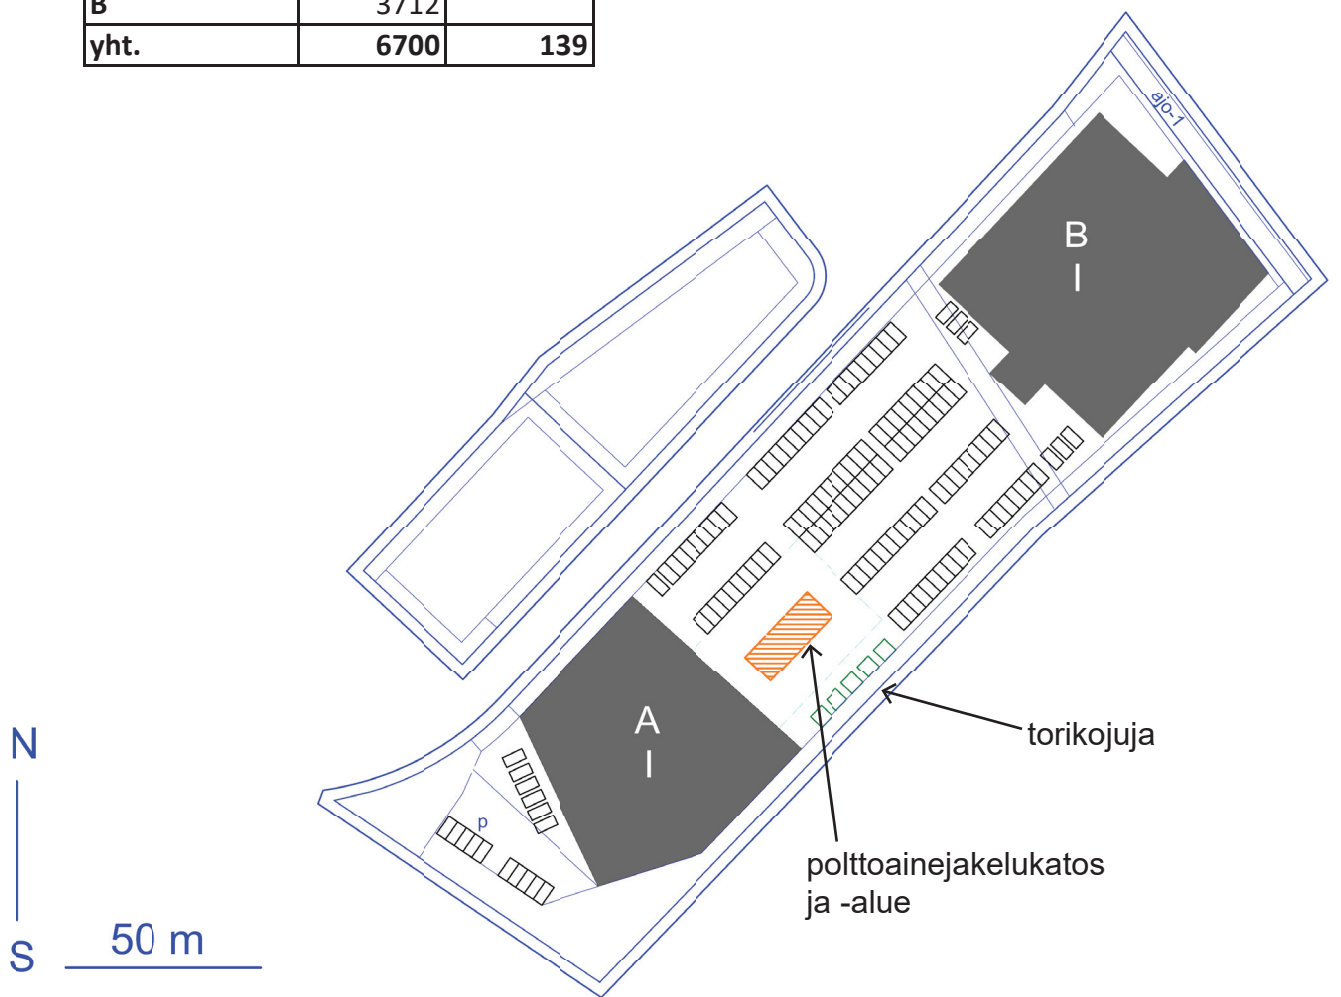 B 3712
yht. 6700 139
ajo-1
B
I
A
I
p
torikojuja
polttoainejakelukatos
ja -alue
N
S
50 m